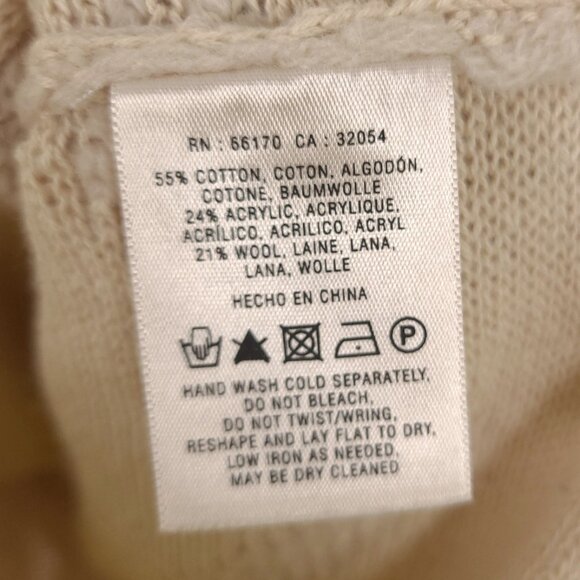 RN : 66170 CA : 32054
55% COTTON, COTON, ALGODÓN,
COTONE, BAUMWOLLE
24% ACRYLIC, ACRYLIQUE,
ACRÍLICO, ACRILICO, ACRYL
21% WOOL, LAINE, LANA,
LANA, WOLLE
HECHO EN CHINA
P
HAND WASH COLD SEPARATELY,
DO NOT BLEACH,
DO NOT TWIST/WRING,
RESHAPE AND LAY FLAT TO DRY,
LOW IRON AS NEEDED,
MAY BE DRY CLEANED